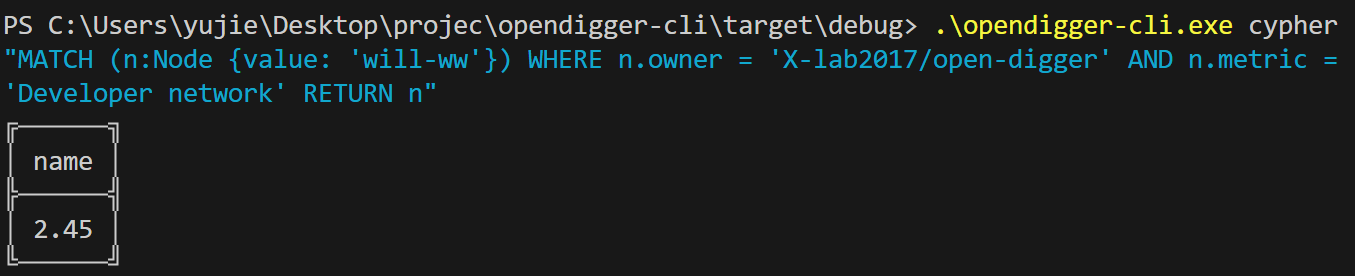 PS C:\Users\yujie\Desktop\projec\opendigger-cli\target\debug> .\opendigger-cli.exe cypher
"MATCH (n:Node {value: 'will-ww'}) WHERE n.owner = 'X-lab2017/open-digger' AND n.metric =
'Developer network' RETURN n"
name
2.45